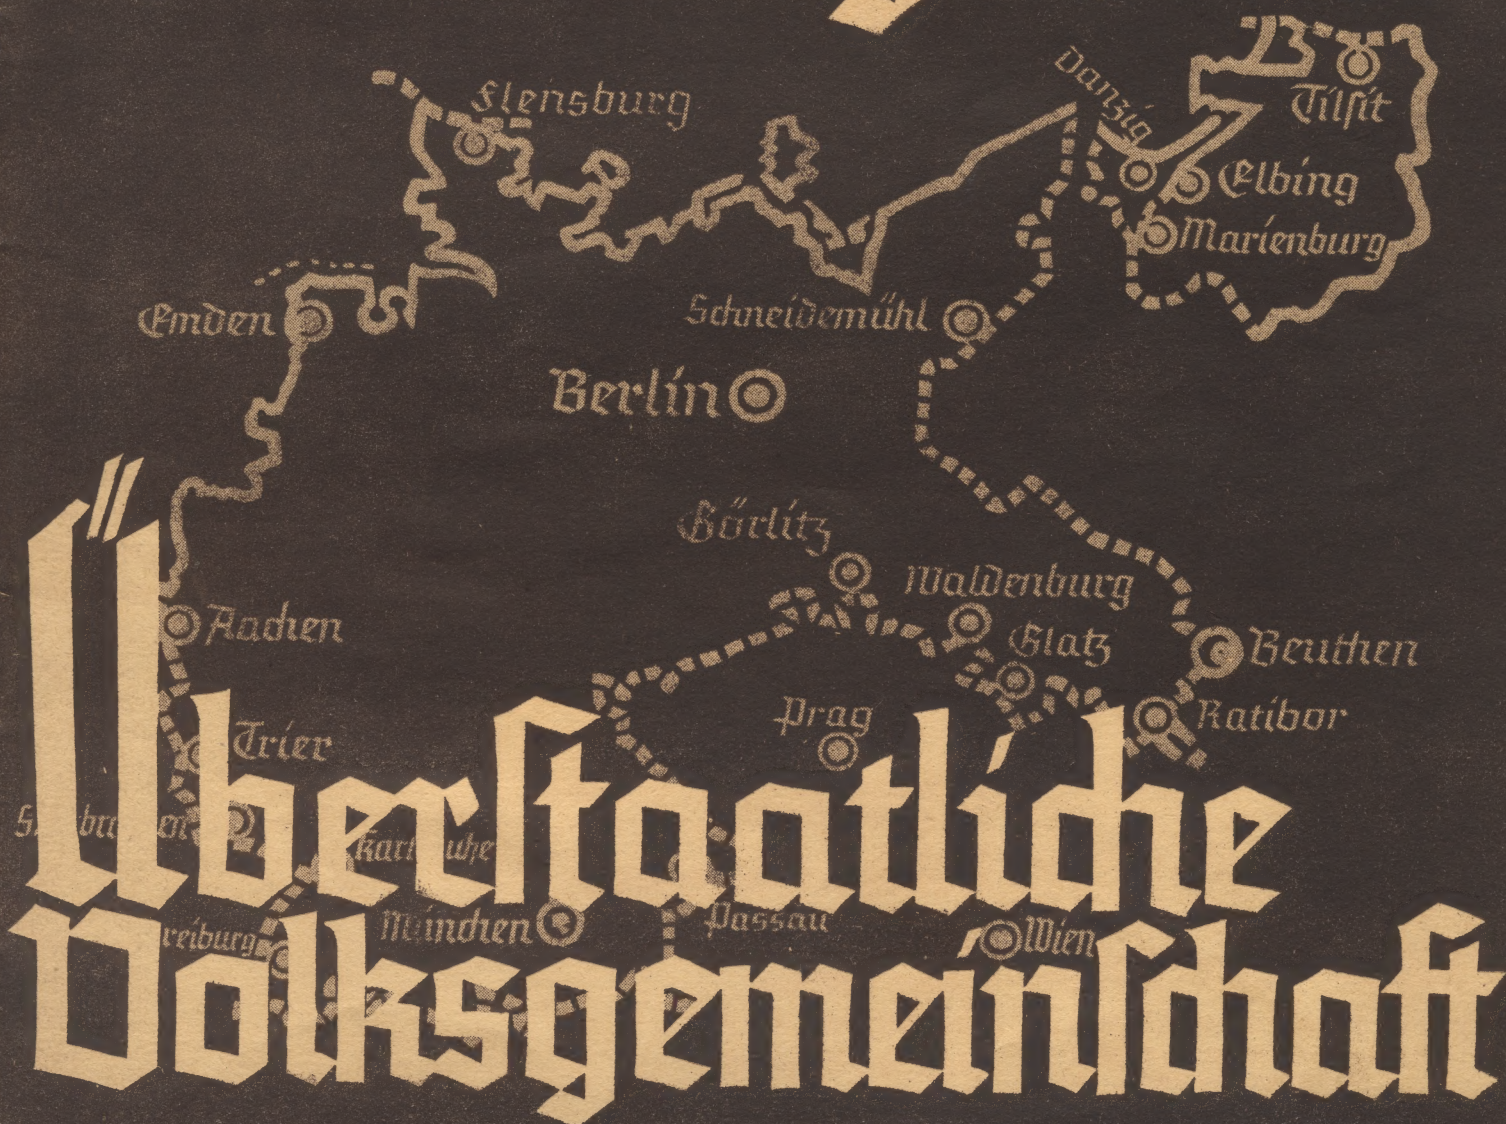 Flensburg
Danzig
Tilsit
Elbing
Marienburg
Emden
Schneidemühl
Berlin
Görlitz
Waldenburg
Aachen
Glatz
Beuthen
Prag
Ratibor
Trier
Überstaatliche
München
Passau
Wien
Volksgemeinschaft